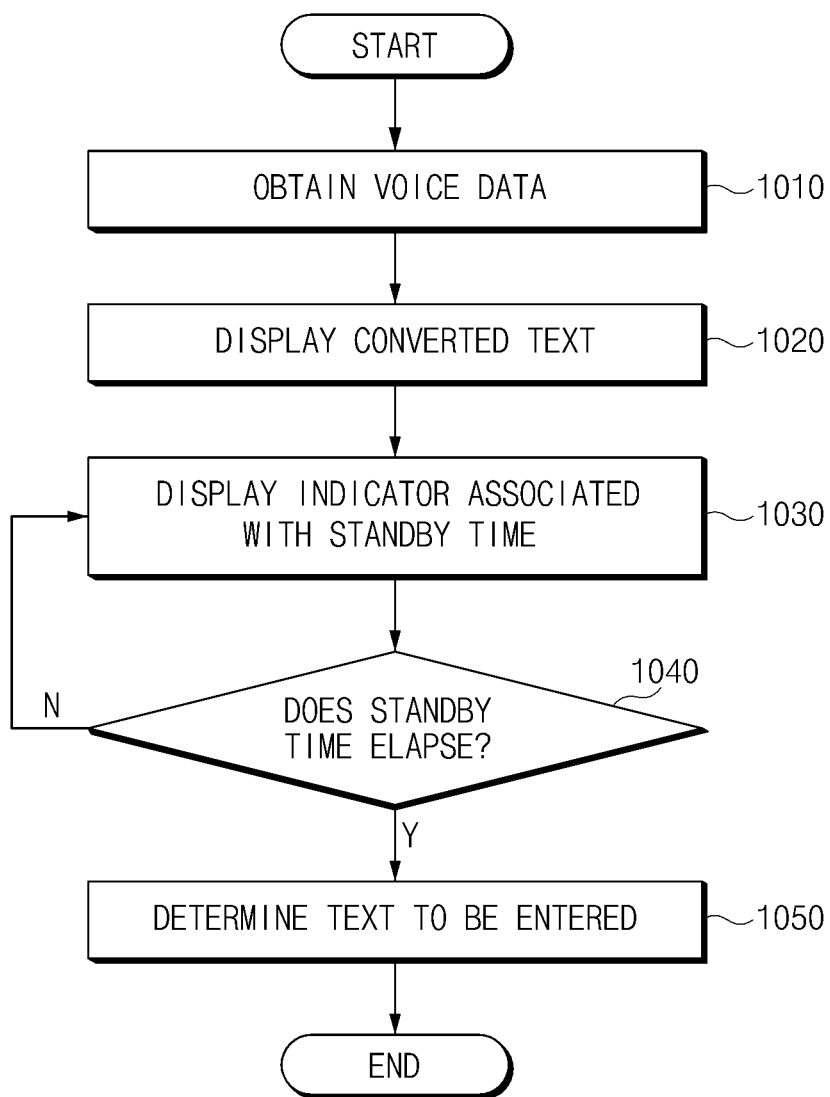 START
OBTAIN VOICE DATA
1010
DISPLAY CONVERTED TEXT
1020
DISPLAY INDICATOR ASSOCIATED
WITH STANDBY TIME
1030
1040
N
DOES STANDBY
TIME ELAPSE?
Y
DETERMINE TEXT TO BE ENTERED
1050
END